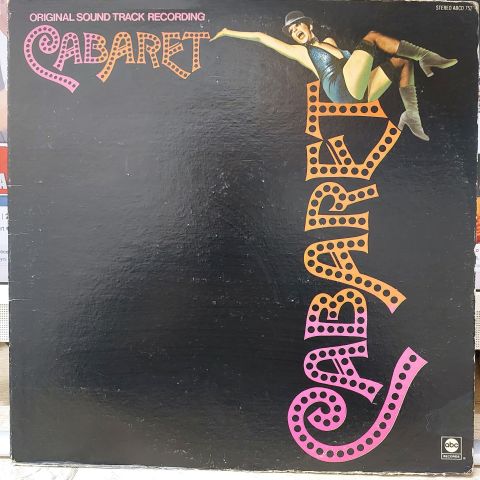 ORIGINAL SOUND TRACK RECORDING
CABARET
STEREO ABCD 752
CABARET
abc
RECORDS